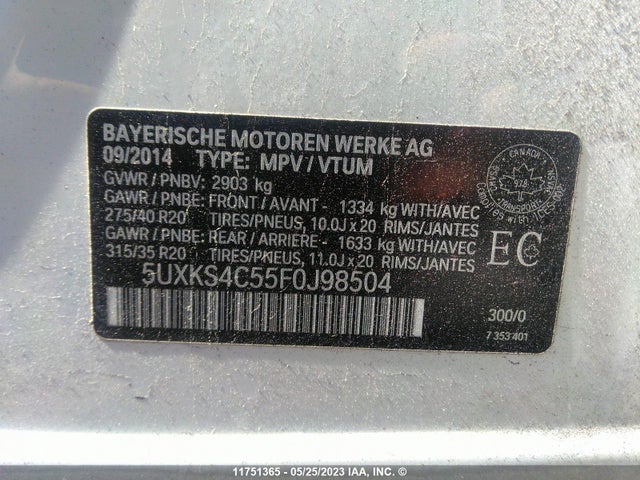 BAYERISCHE MOTOREN WERKE AG
09/2014 TYPE: MPV / VTUM
GVWR / PNBV: 2903 kg
GAWR / PNBE: FRONT / AVANT - 1334 kg WITH/AVEC
275/40 R20 TIRES/PNEUS, 10.0J x 20 RIMS/JANTES
GAWR / PNBE: REAR / ARRIERE - 1633 kg WITH/AVEC
315/35 R20 TIRES/PNEUS, 11.0J x 20 RIMS/JANTES
5UXKS4C55F0J98504
CANADA
978
TRANSPORT
EC
300/0
7 353 401
11751365 - 05/25/2023 IAA, INC. ©